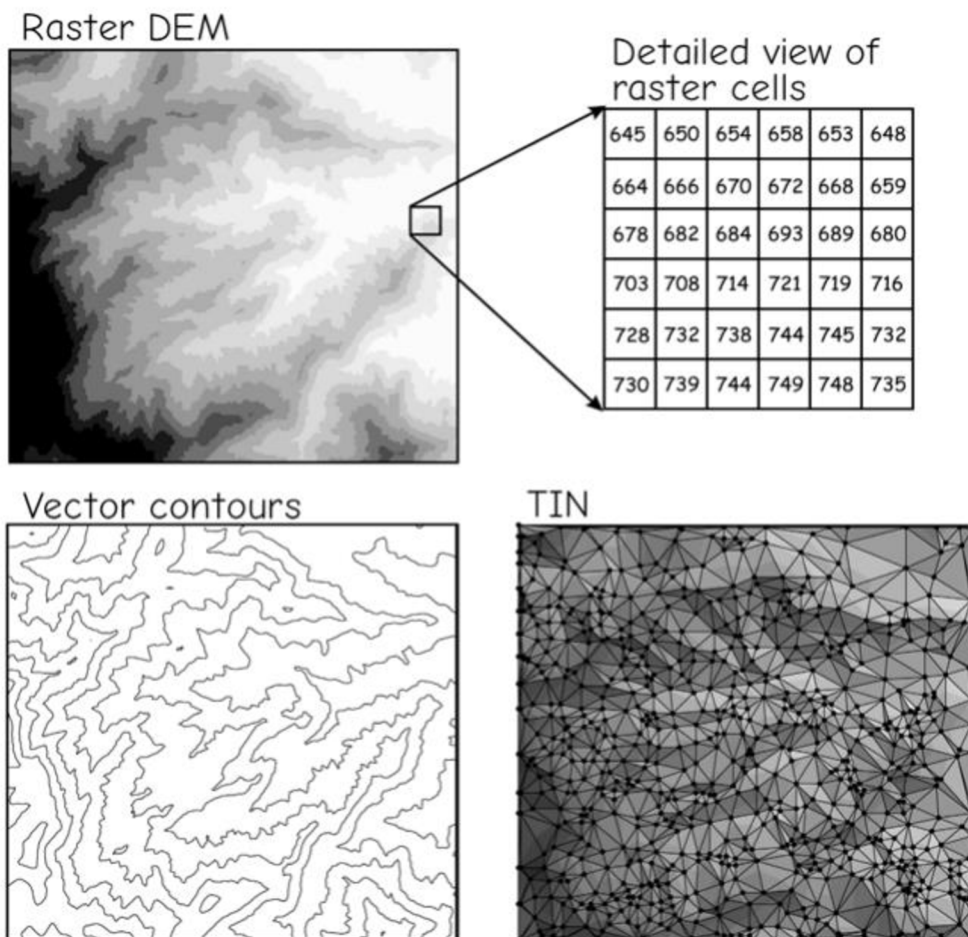 Raster DEM
Detailed view of
raster cells
645 650 654 658 653 648
664 666 670 672 668 659
678 682 684 693 689 680
703 708 714 721 719 716
728 732 738 744 745 732
730 739 744 749 748 735
Vector contours
TIN